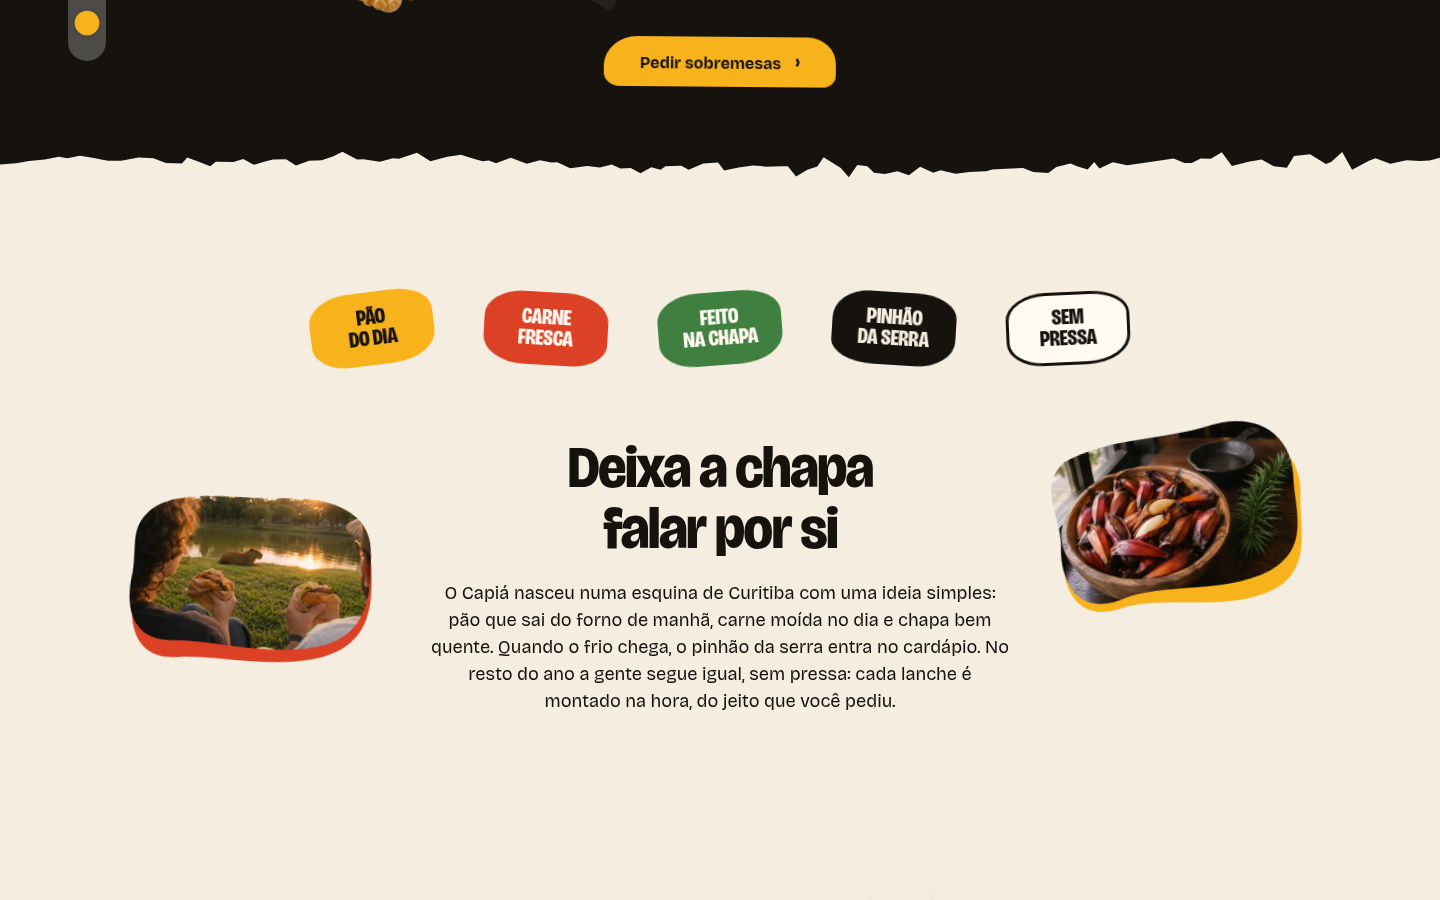 Pedir sobremesas ›
PÃO
DO DIA
CARNE
FRESCA
FEITO
NA CHAPA
PINHÃO
DA SERRA
SEM
PRESSA
Deixa a chapa
falar por si
O Capiá nasceu numa esquina de Curitiba com uma ideia simples:
pão que sai do forno de manhã, carne moída no dia e chapa bem
quente. Quando o frio chega, o pinhão da serra entra no cardápio. No
resto do ano a gente segue igual, sem pressa: cada lanche é
montado na hora, do jeito que você pediu.